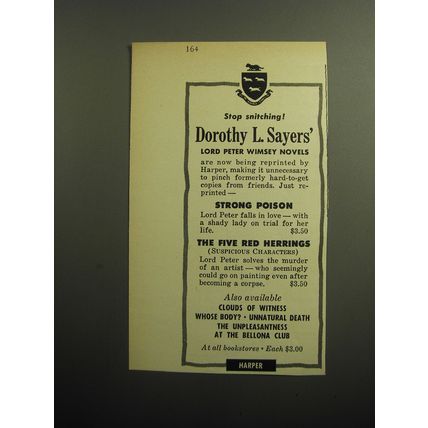 164
Stop snitching!
Dorothy L. Sayers'
LORD PETER WIMSEY NOVELS
are now being reprinted by
Harper, making it unnecessary
to pinch formerly hard-to-get
copies from friends. Just re-
printed —
STRONG POISON
Lord Peter falls in love — with
a shady lady on trial for her
life. $3.50
THE FIVE RED HERRINGS
(SUSPICIOUS CHARACTERS)
Lord Peter solves the murder
of an artist — who seemingly
could go on painting even after
becoming a corpse. $3.50
Also available
CLOUDS OF WITNESS
WHOSE BODY? • UNNATURAL DEATH
THE UNPLEASANTNESS
AT THE BELLONA CLUB
At all bookstores • Each $3.00
HARPER